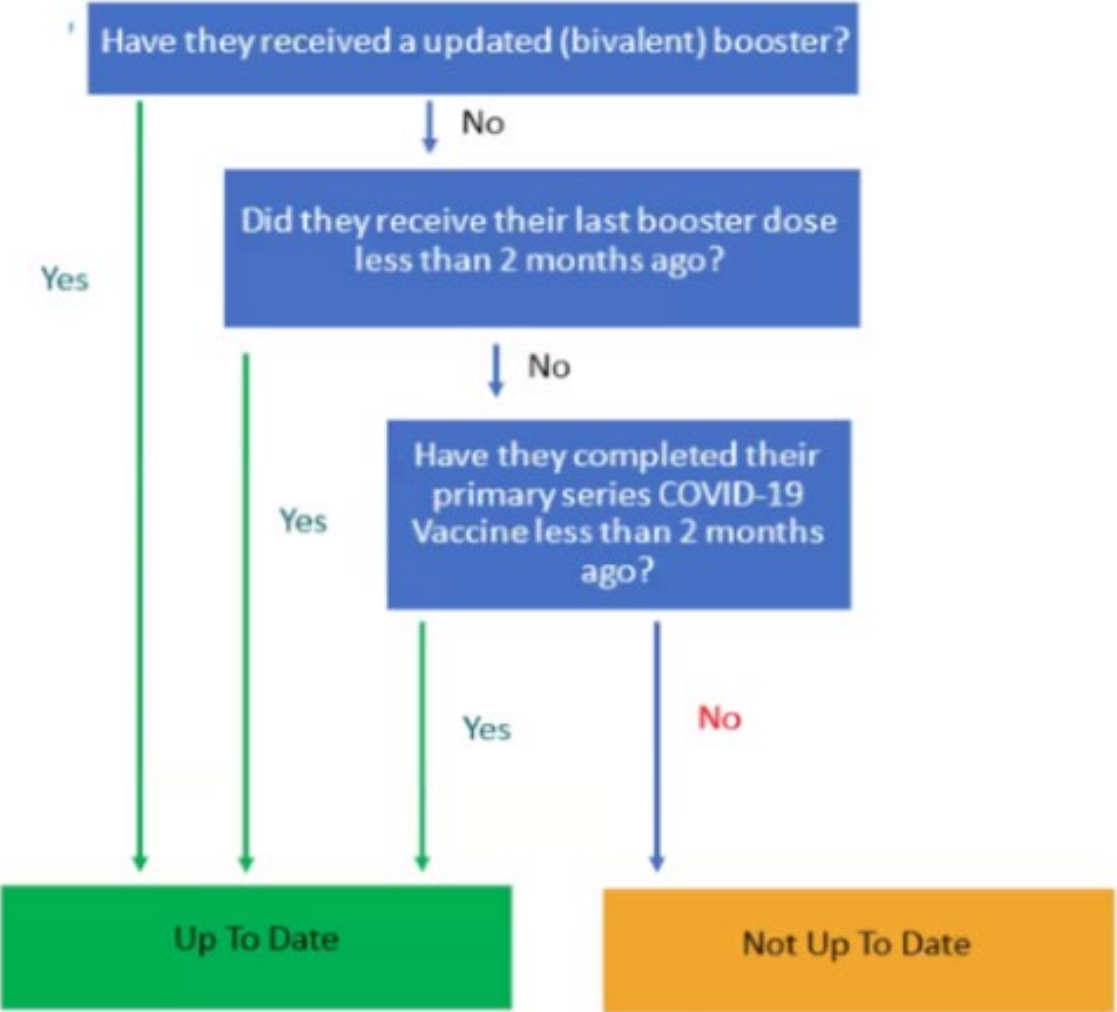 Have they received a updated (bivalent) booster?
No
Did they receive their last booster dose
less than 2 months ago?
Yes
No
Have they completed their
primary series COVID-19
Vaccine less than 2 months
ago?
Yes
Yes
No
Up To Date
Not Up To Date